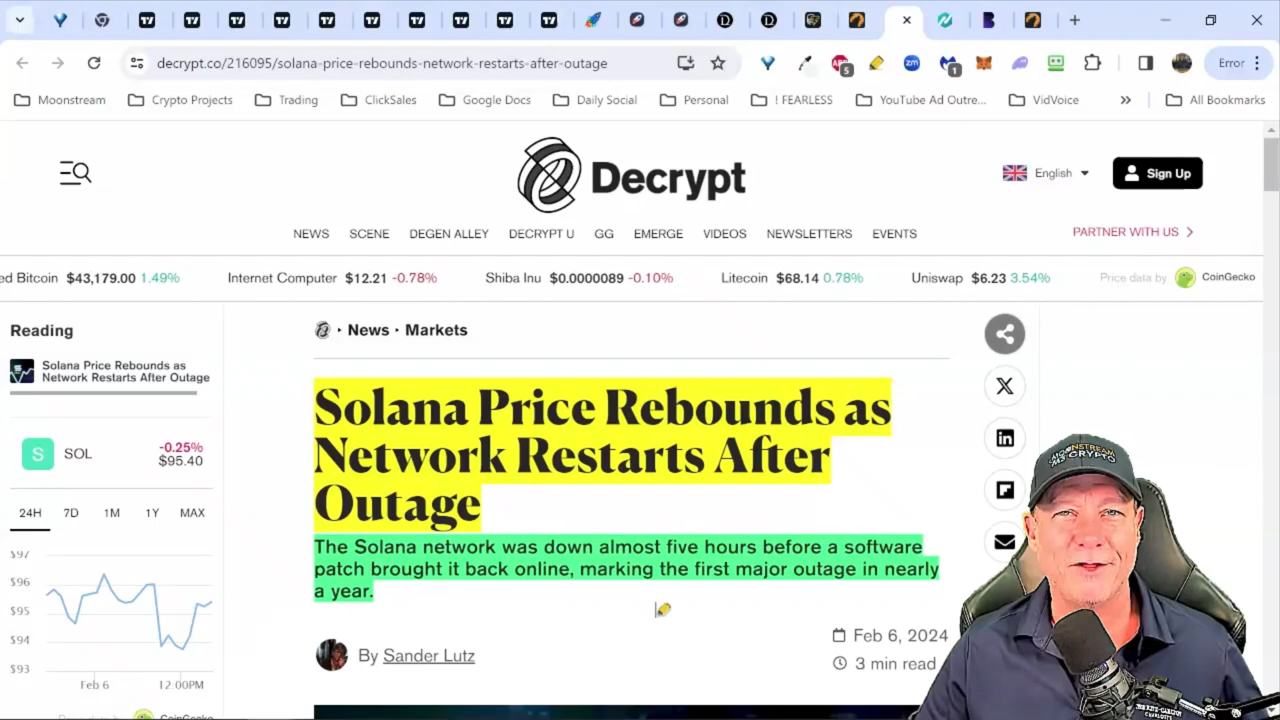 decrypt.co/216095/solana-price-rebounds-network-restarts-after-outage
5
zm
1
Error
Moonstream
Crypto Projects
Trading
ClickSales
Google Docs
Daily Social
Personal
! FEARLESS
YouTube Ad Outre...
VidVoice
All Bookmarks
Decrypt
English
Sign Up
NEWS SCENE DEGEN ALLEY DECRYPT U GG EMERGE VIDEOS NEWSLETTERS EVENTS
PARTNER WITH US
ed Bitcoin $43,179.00 1.49% Internet Computer $12.21 -0.78% Shiba Inu $0.0000089 -0.10% Litecoin $68.14 0.78% Uniswap $6.23 3.54% Price data by CoinGecko
Reading
Solana Price Rebounds as
Network Restarts After Outage
S SOL
-0.25%
$95.40
24H 7D 1M 1Y MAX
$97
$96
$95
$94
$93
Feb 6 12:00PM
CoinGecko
News · Markets
Solana Price Rebounds as
Network Restarts After
Outage
The Solana network was down almost five hours before a software
patch brought it back online, marking the first major outage in nearly
a year.
By Sander Lutz
Feb 6, 2024
3 min read
CRYPTO